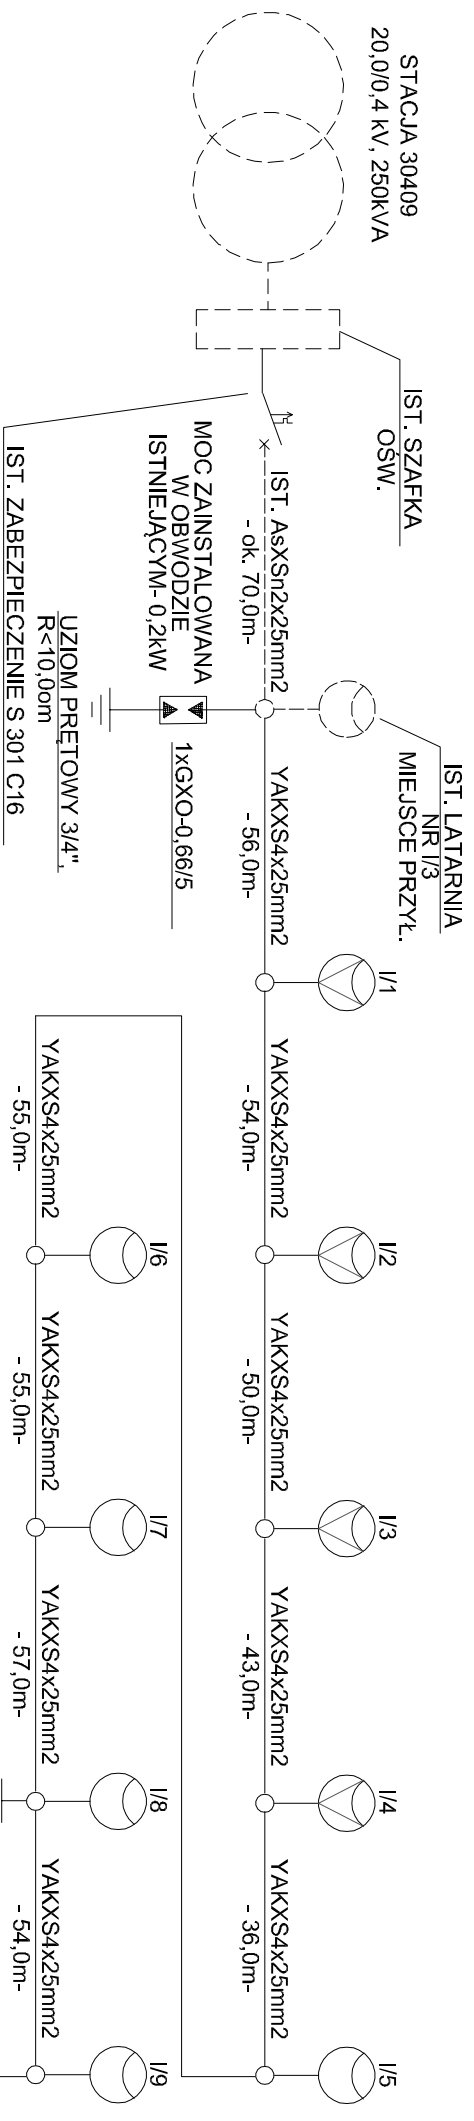 STACJA 30409
20,0/0,4 kV, 250kVA
IST. SZAFKA
OŚW.
IST. AsXSn2x25mm2
- ok. 70,0m-
MOC ZAINSTALOWANA
W OBWODZIE
ISTNIEJĄCYM- 0,2kW
IST. ZABEZPIECZENIE S 301 C16
UZIOM PRĘTOWY 3/4",
R<10,0om
1xGXO-0,66/5
IST. LATARNIA
NR I/3
MIEJSCE PRZYŁ.
YAKXS4x25mm2
- 56,0m-
I/1
YAKXS4x25mm2
- 54,0m-
I/2
YAKXS4x25mm2
- 50,0m-
I/3
YAKXS4x25mm2
- 43,0m-
I/4
YAKXS4x25mm2
- 36,0m-
I/5
YAKXS4x25mm2
- 55,0m-
I/6
YAKXS4x25mm2
- 55,0m-
I/7
YAKXS4x25mm2
- 57,0m-
I/8
YAKXS4x25mm2
- 54,0m-
I/9